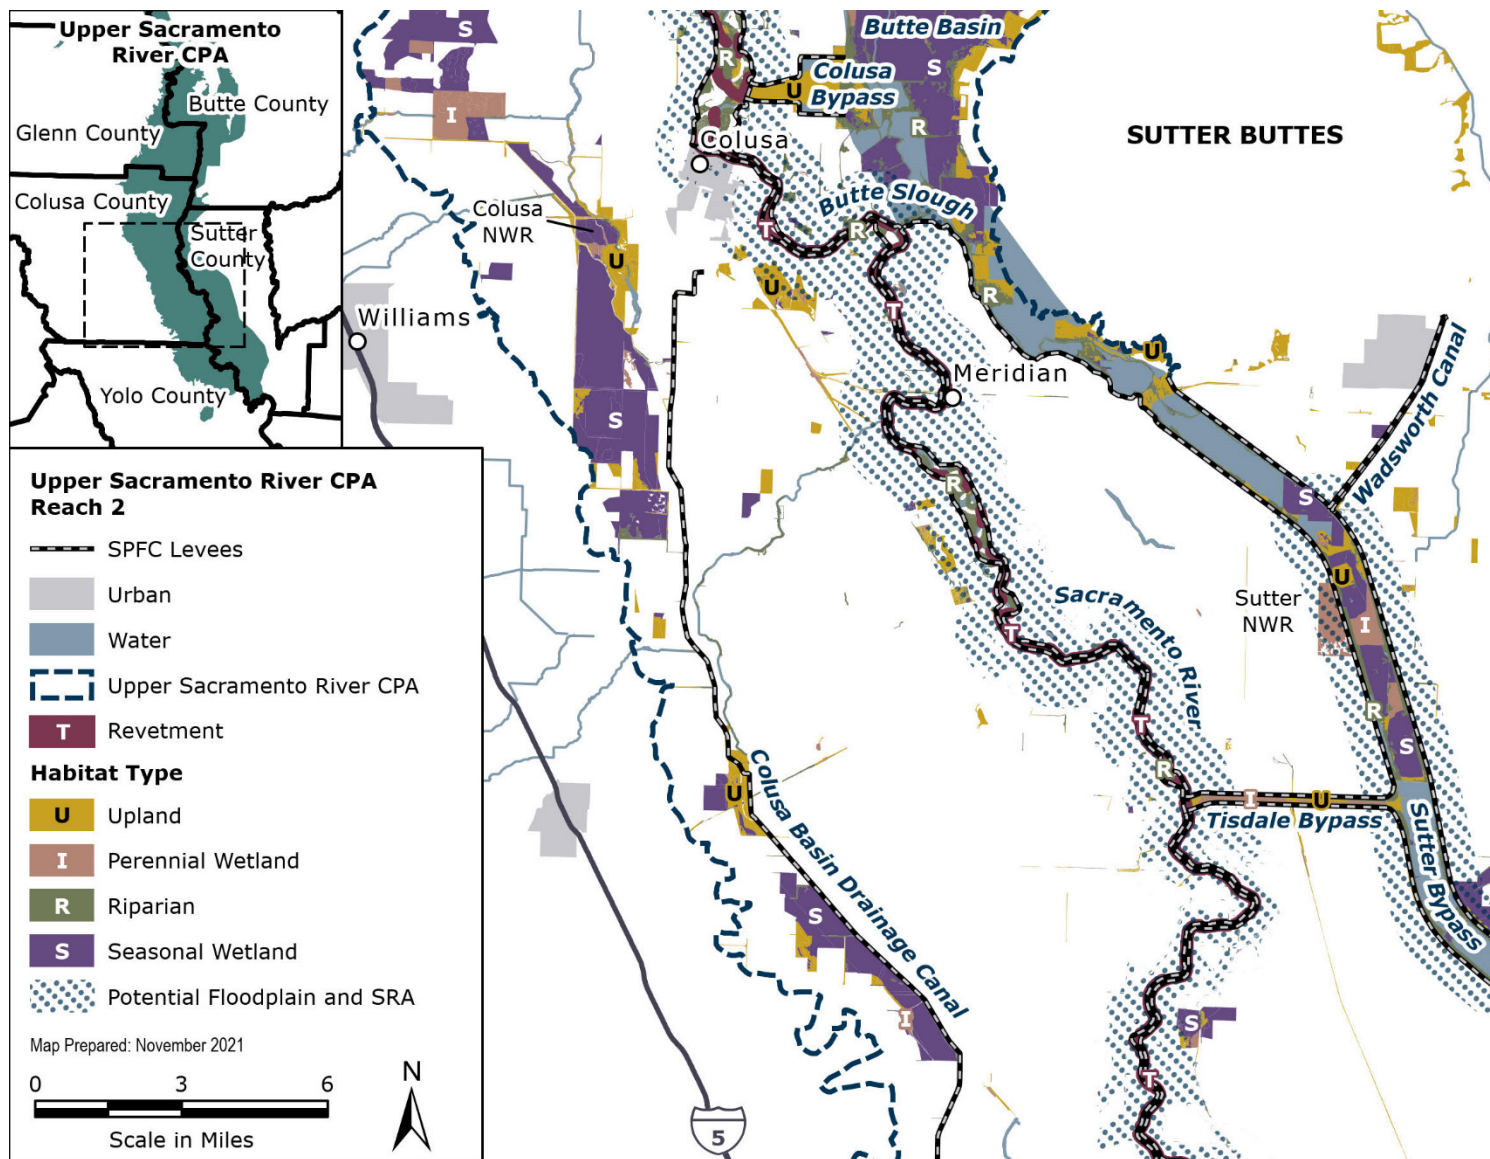 Upper Sacramento
River CPA
Butte County
Glenn County
Colusa County
Sutter
County
Yolo County
Upper Sacramento River CPA
Reach 2
SPFC Levees
Urban
Water
Upper Sacramento River CPA
T Revetment
Habitat Type
U Upland
I Perennial Wetland
R Riparian
S Seasonal Wetland
Potential Floodplain and SRA
Map Prepared: November 2021
0 3 6
Scale in Miles
N
S
R
Butte Basin
S
Colusa
Bypass
U
I
R
SUTTER BUTTES
Colusa
Butte Slough
Colusa
NWR
T
R
U
U
R
T
Williams
Meridian
U
Wadsworth Canal
S
R
S
U
Sutter
NWR
I
Sacramento
River
T
R
T
S
R
Colusa Basin Drainage Canal
U
I
U
Tisdale Bypass
Sutter Bypass
S
I
S
T
5